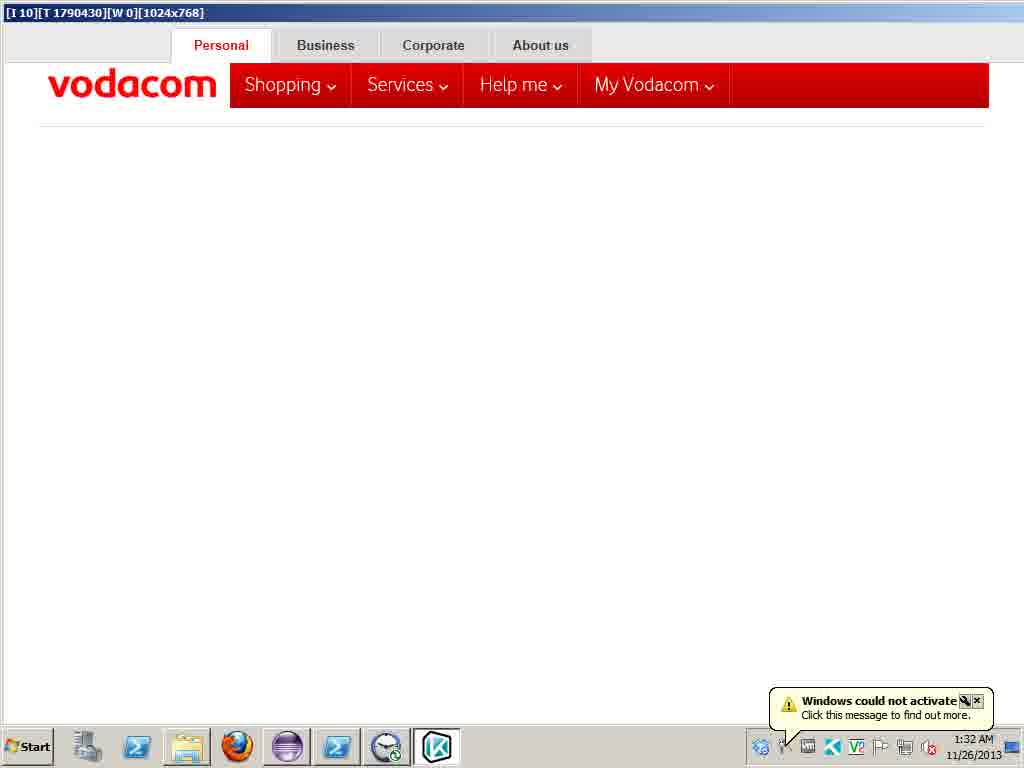 [I 10][T 1790430][W 0][1024x768]
Personal Business Corporate About us
vodacom Shopping Services Help me My Vodacom
Windows could not activate
Click this message to find out more.
Start
1:32 AM
11/26/2013